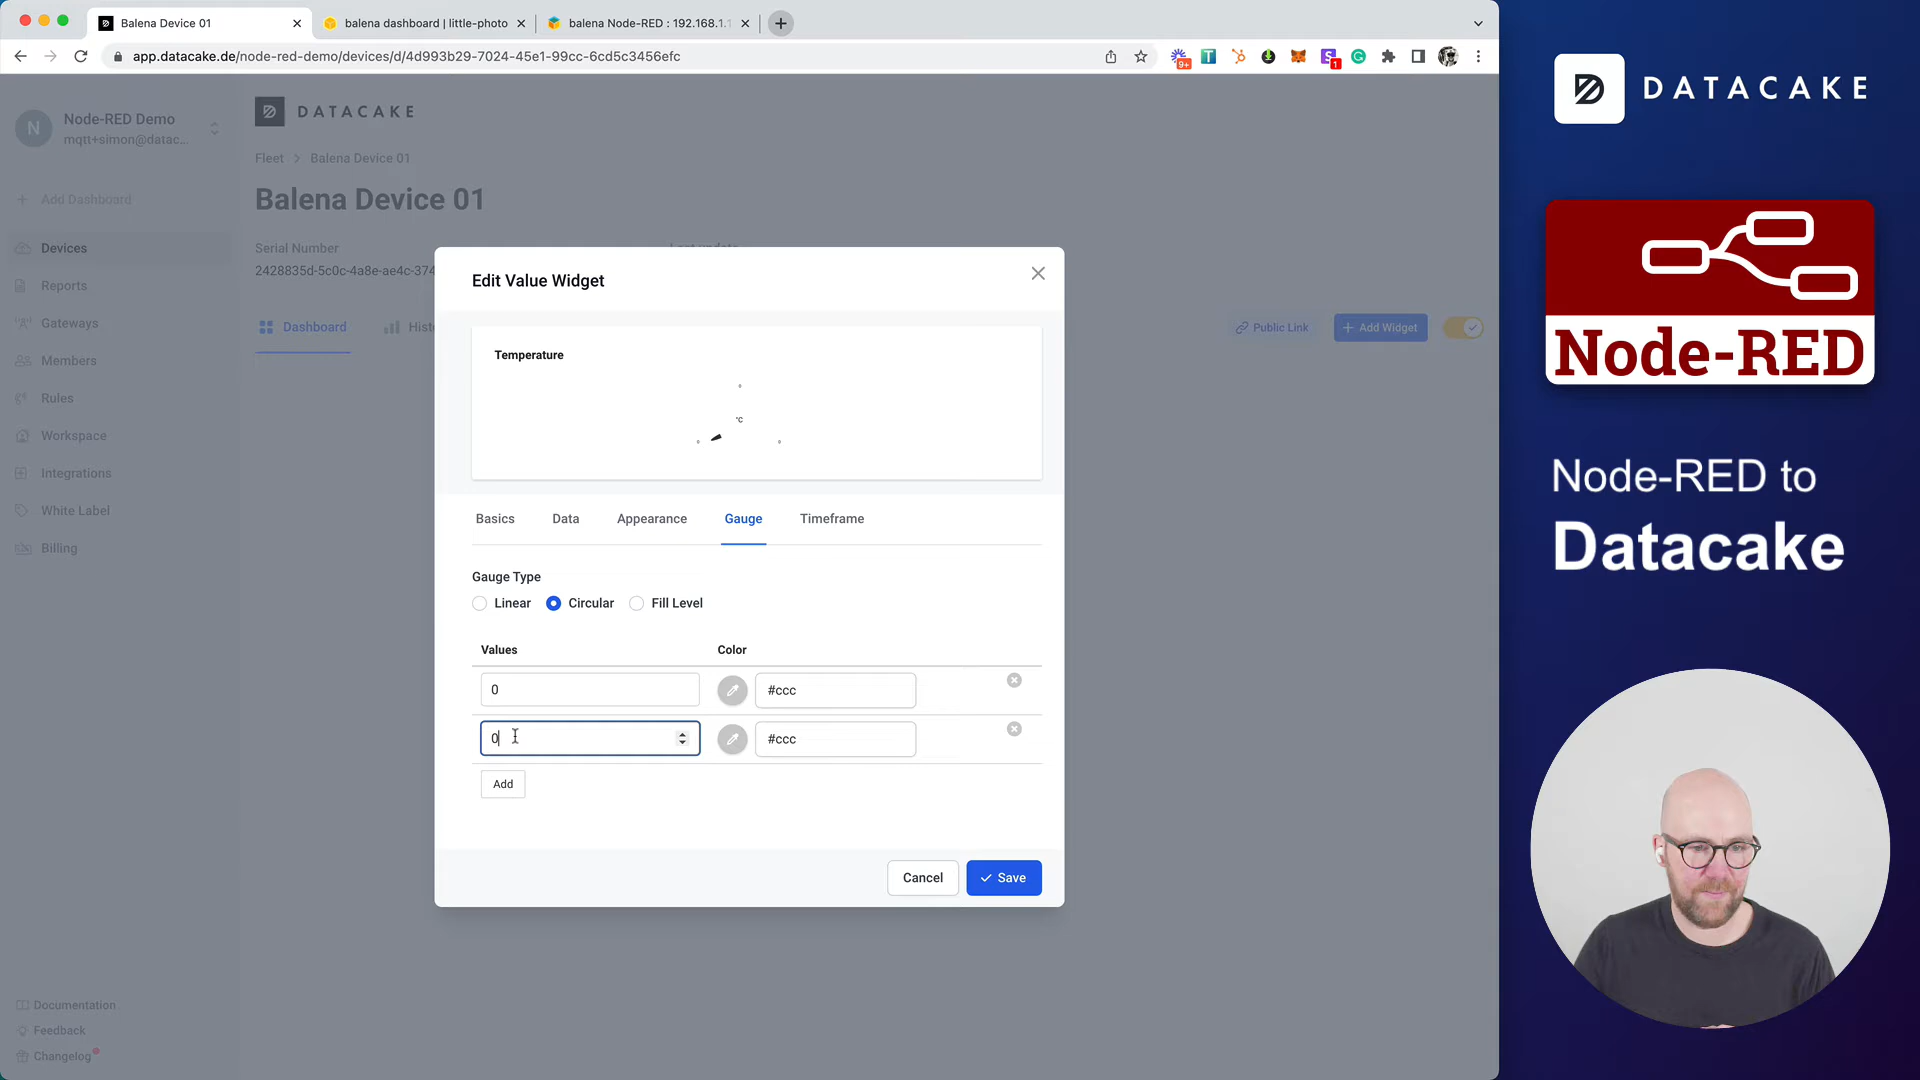 Balena Device 01
balena dashboard | little-photo
balena Node-RED : 192.168.1.1
app.datacake.de/node-red-demo/devices/d/4d993b29-7024-45e1-99cc-6cd5c3456efc
9+
T
S
1
G
N
Node-RED Demo
mqtt+simon@datac...
Add Dashboard
Devices
Reports
Gateways
Members
Rules
Workspace
Integrations
White Label
Billing
Documentation
Feedback
Changelog
DATACAKE
Fleet > Balena Device 01
Balena Device 01
Serial Number
2428835d-5c0c-4a8e-ae4c-374
Last update
Dashboard
Histo
Public Link
Add Widget
Edit Value Widget
Temperature
°C
Basics
Data
Appearance
Gauge
Timeframe
Gauge Type
Linear
Circular
Fill Level
Values
Color
0
#ccc
0
#ccc
Add
Cancel
Save
DATACAKE
Node-RED
Node-RED to
Datacake